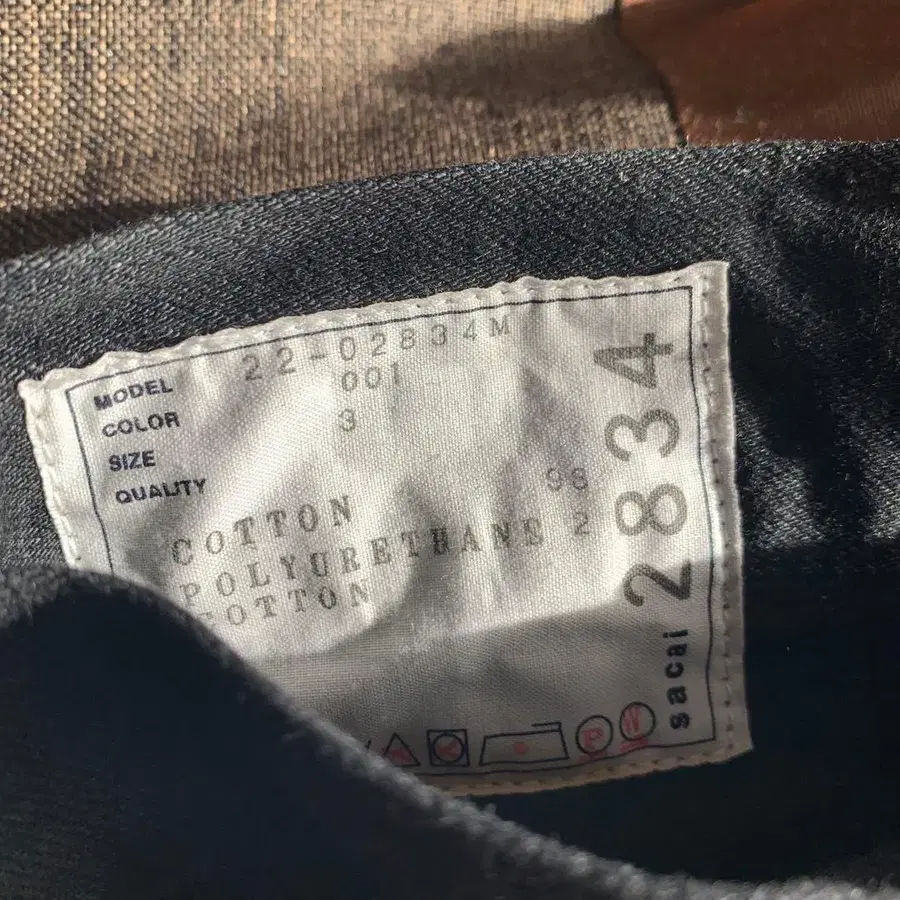 MODEL 22-02834M
COLOR 001
SIZE 3
QUALITY
COTTON 98
POLYURETHANE 2
COTTON
P W
sacai 2834